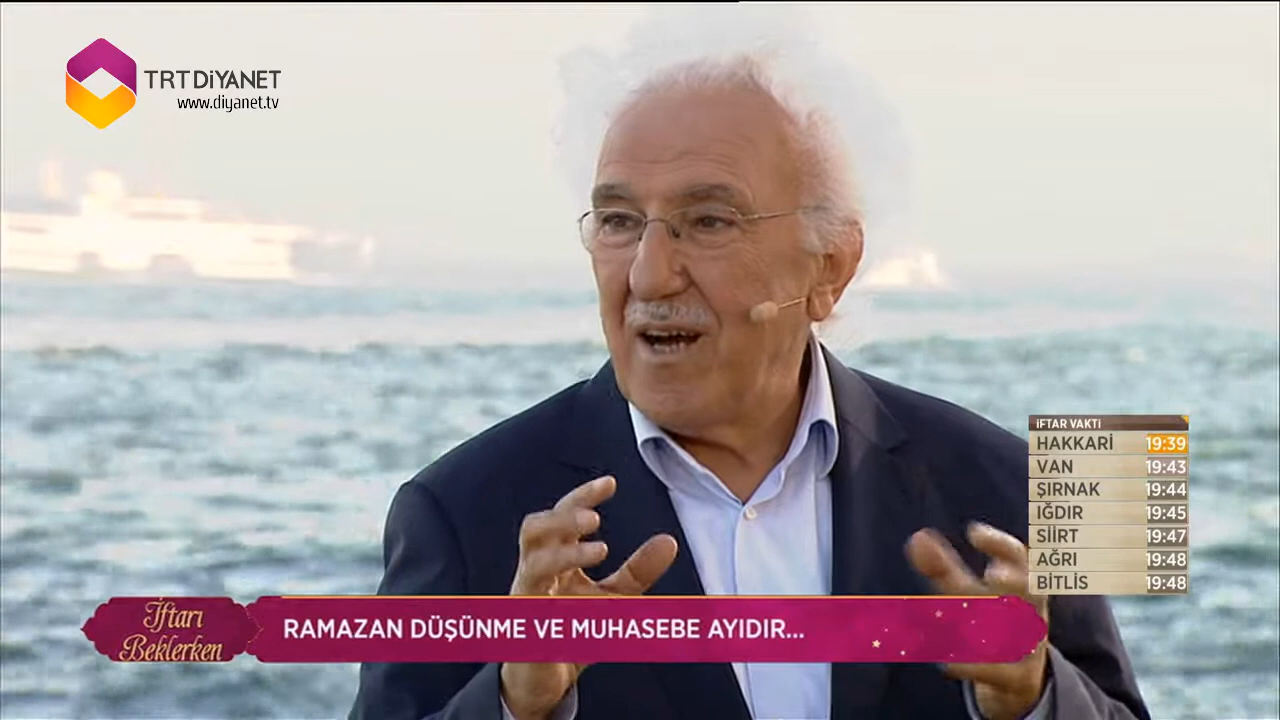 TRT DİYANET
www.diyanet.tv
İFTAR VAKTİ
HAKKARİ 19:39
VAN 19:43
ŞIRNAK 19:44
IĞDIR 19:45
SİİRT 19:47
AĞRI 19:48
BİTLİS 19:48
İftarı
Beklerken
RAMAZAN DÜŞÜNME VE MUHASEBE AYIDIR...